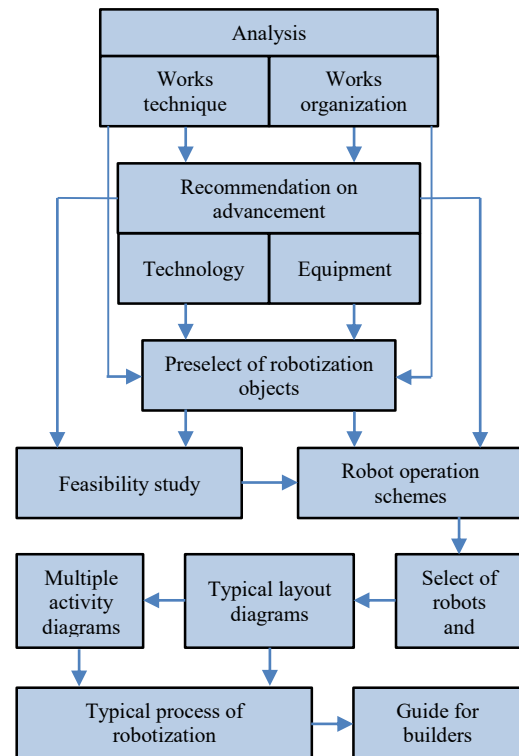 Analysis
Works
technique
Works
organization
Recommendation on
advancement
Technology
Equipment
Preselect of robotization
objects
Feasibility study
Robot operation
schemes
Multiple
activity
diagrams
Typical layout
diagrams
Select of
robots and
Typical process of
robotization
Guide for
builders